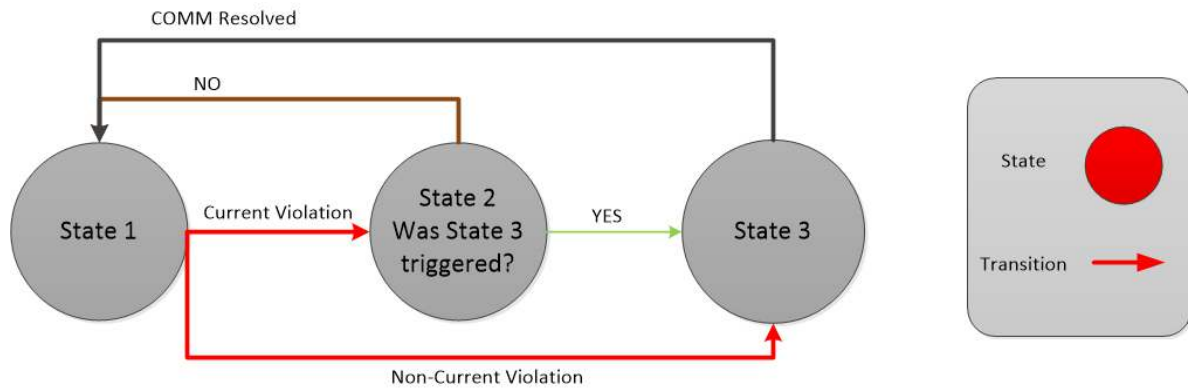 COMM Resolved
NO
State 1
Current Violation
State 2
Was State 3
triggered?
YES
State 3
Non-Current Violation
State
Transition